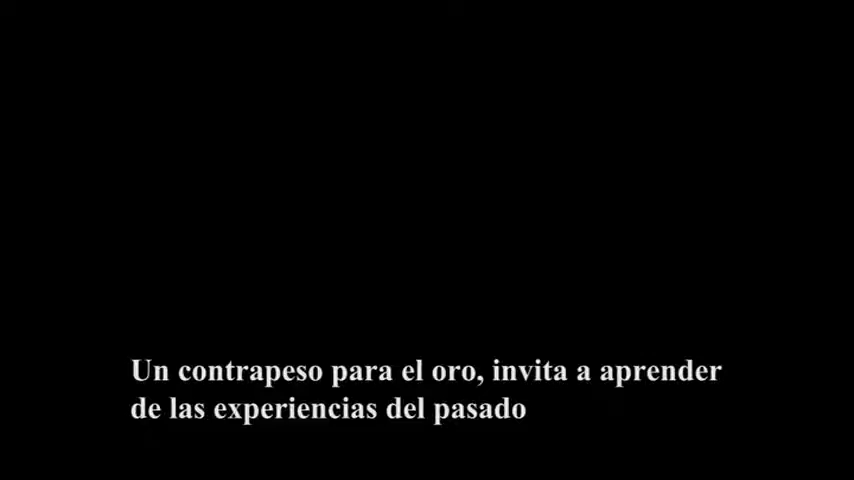 Un contrapeso para el oro, invita a aprender
de las experiencias del pasado